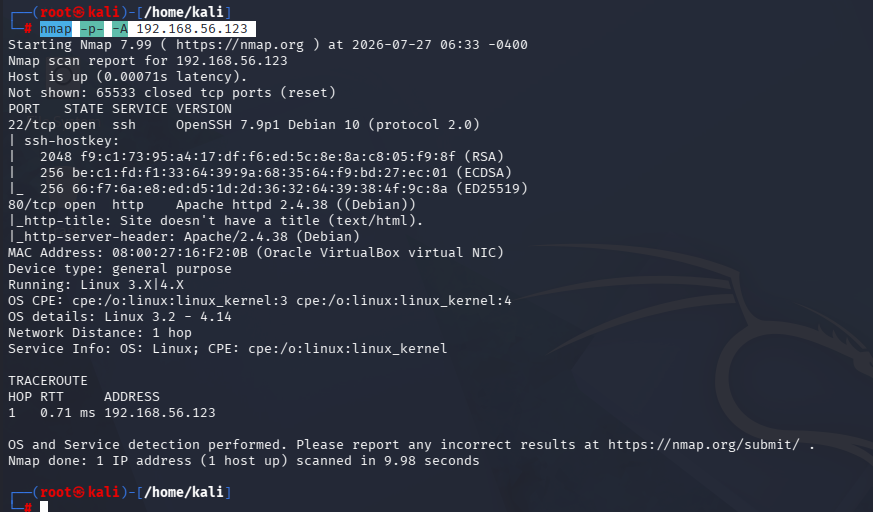 ┌──(root㉿kali)-[/home/kali]
└─# nmap -p- -A 192.168.56.123
Starting Nmap 7.99 ( https://nmap.org ) at 2026-07-27 06:33 -0400
Nmap scan report for 192.168.56.123
Host is up (0.00071s latency).
Not shown: 65533 closed tcp ports (reset)
PORT   STATE SERVICE VERSION
22/tcp open  ssh     OpenSSH 7.9p1 Debian 10 (protocol 2.0)
| ssh-hostkey:
|   2048 f9:c1:73:95:a4:17:df:f6:ed:5c:8e:8a:c8:05:f9:8f (RSA)
|   256 be:c1:fd:f1:33:64:39:9a:68:35:64:f9:bd:27:ec:01 (ECDSA)
|_  256 66:f7:6a:e8:ed:d5:1d:2d:36:32:64:39:38:4f:9c:8a (ED25519)
80/tcp open  http    Apache httpd 2.4.38 ((Debian))
|_http-title: Site doesn't have a title (text/html).
|_http-server-header: Apache/2.4.38 (Debian)
MAC Address: 08:00:27:16:F2:0B (Oracle VirtualBox virtual NIC)
Device type: general purpose
Running: Linux 3.X|4.X
OS CPE: cpe:/o:linux:linux_kernel:3 cpe:/o:linux:linux_kernel:4
OS details: Linux 3.2 - 4.14
Network Distance: 1 hop
Service Info: OS: Linux; CPE: cpe:/o:linux:linux_kernel
TRACEROUTE
HOP RTT     ADDRESS
1   0.71 ms 192.168.56.123
OS and Service detection performed. Please report any incorrect results at https://nmap.org/submit/ .
Nmap done: 1 IP address (1 host up) scanned in 9.98 seconds
┌──(root㉿kali)-[/home/kali]
└─#